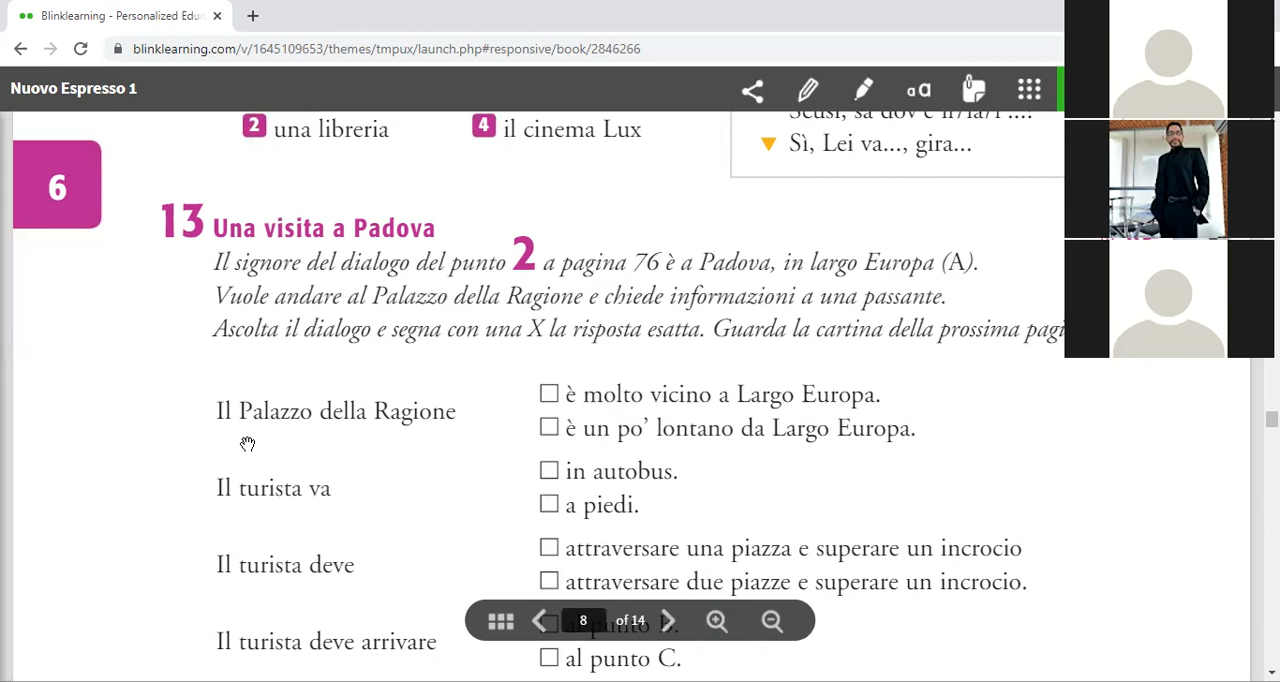 Blinklearning - Personalized Edu
blinklearning.com/v/1645109653/themes/tmpux/launch.php#responsive/book/2846266
Nuovo Espresso 1
2 una libreria
4 il cinema Lux
Sì, Lei va..., gira...
6
13 Una visita a Padova
Il signore del dialogo del punto 2 a pagina 76 è a Padova, in largo Europa (A).
Vuole andare al Palazzo della Ragione e chiede informazioni a una passante.
Ascolta il dialogo e segna con una X la risposta esatta. Guarda la cartina della prossima pagi
Il Palazzo della Ragione
è molto vicino a Largo Europa.
è un po' lontano da Largo Europa.
Il turista va
in autobus.
a piedi.
Il turista deve
attraversare una piazza e superare un incrocio
attraversare due piazze e superare un incrocio.
8 of 14
Il turista deve arrivare
al punto B.
al punto C.